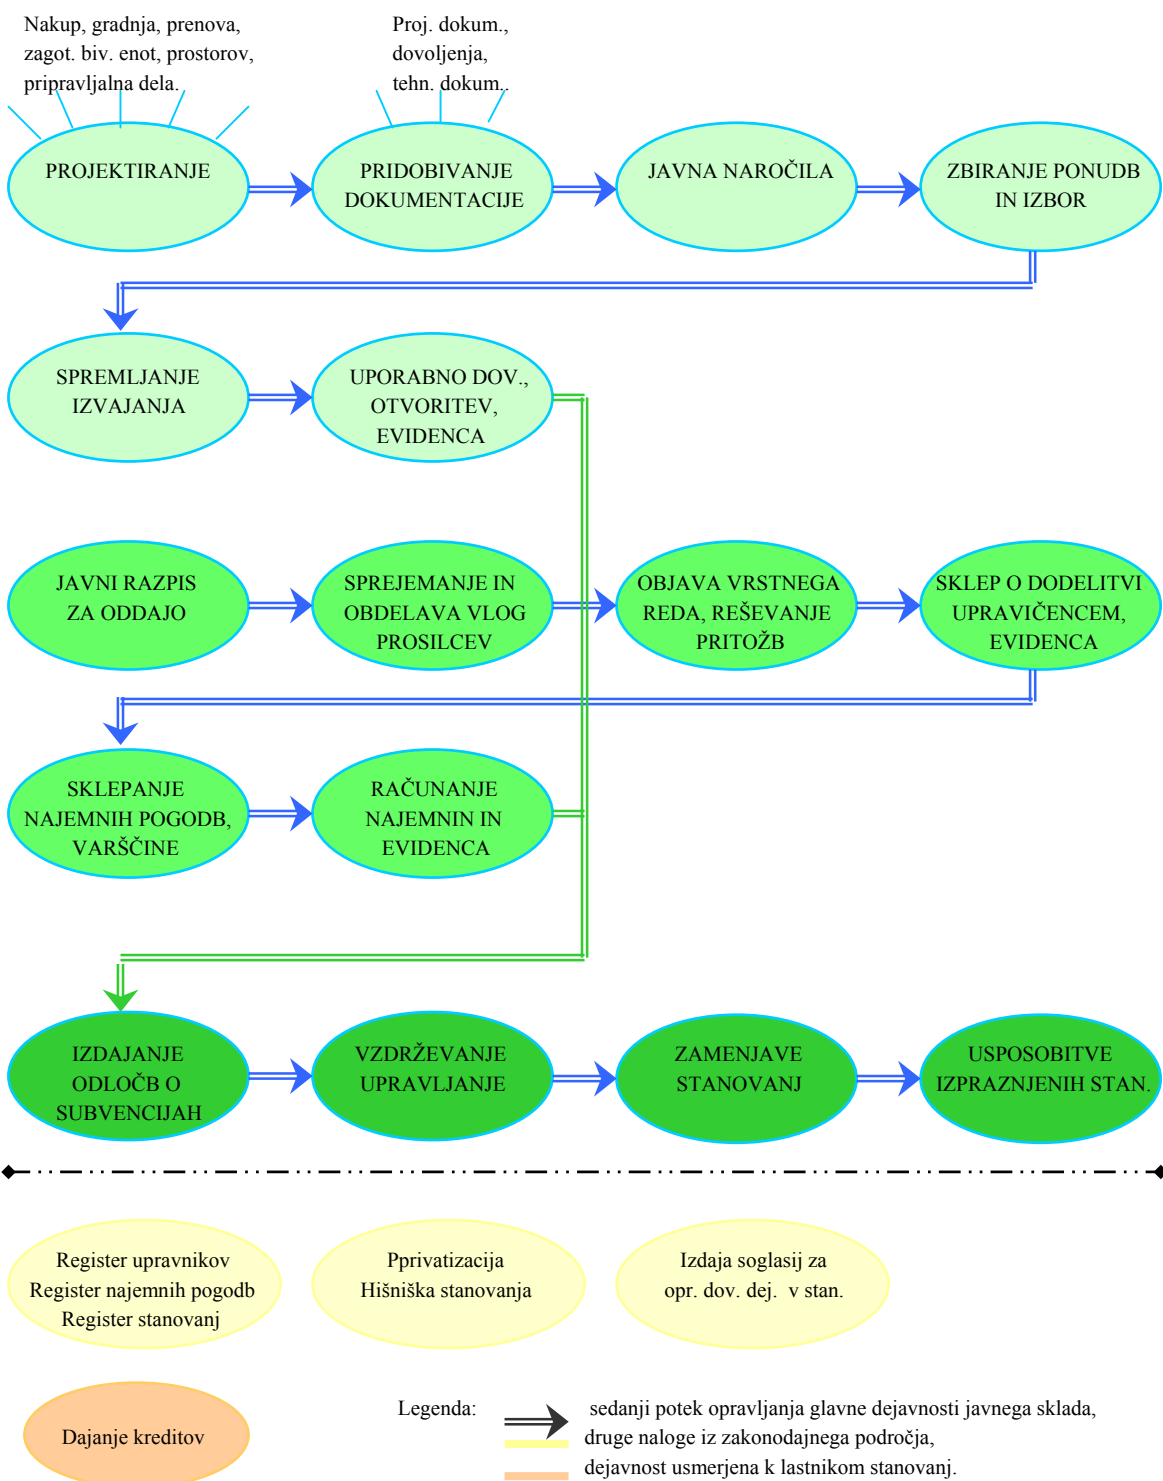 Nakup, gradnja, prenova,
zagot. biv. enot, prostorov,
pripravljalna dela.
Proj. dokum.,
dovoljenja,
tehn. dokum..
PROJEKTIRANJE
PRIDOBIVANJE
DOKUMENTACIJE
JAVNA NAROČILA
ZBIRANJE PONUDB
IN IZBOR
SPREMLJANJE
IZVAJANJA
UPORABNO DOV.,
OTVORITEV,
EVIDENCA
JAVNI RAZPIS
ZA ODDAJO
SPREJEMANJE IN
OBDELAVA VLOG
PROSILCEV
OBJAVA VRSTNEGA
REDA, REŠEVANJE
PRITOŽB
SKLEP O DODELITVI
UPRAVIČENCEM,
EVIDENCA
SKLEPANJE
NAJEMNIH POGODB,
VARŠČINE
RAČUNANJE
NAJEMNIN IN
EVIDENCA
IZDAJANJE
ODLOČB O
SUBVENCIJAH
VZDRŽEVANJE
UPRAVLJANJE
ZAMENJAVE
STANOVANJ
USPOSOBITVE
IZPRAZNJENIH STAN.
Register upravnikov
Register najemnih pogodb
Register stanovanj
Pprivatizacija
Hišniška stanovanja
Izdaja soglasij za
opr. dov. dej. v stan.
Dajanje kreditov
Legenda:
sedanji potek opravljanja glavne dejavnosti javnega sklada,
druge naloge iz zakonodajnega področja,
dejavnost usmerjena k lastnikom stanovanj.